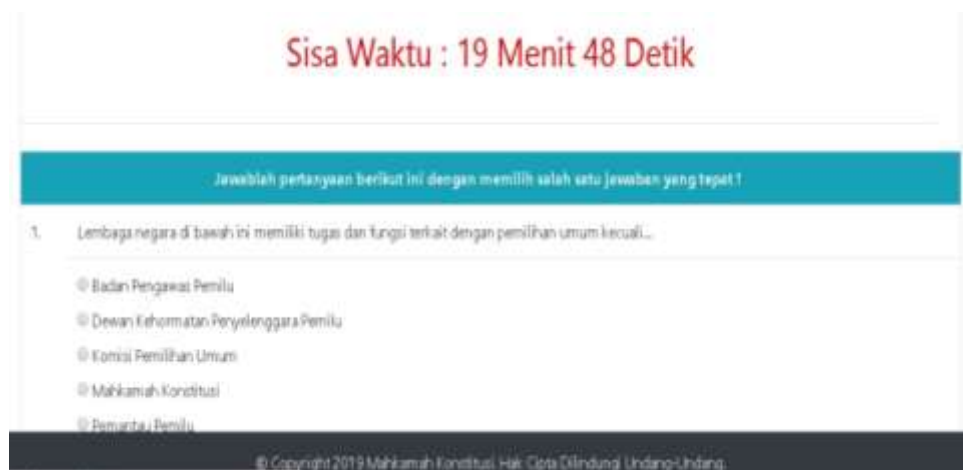 Sisa Waktu : 19 Menit 48 Detik
Jawablah pertanyaan berikut ini dengan memilih salah satu jawaban yang tepat !
1. Lembaga negara di bawah ini memiliki tugas dan fungsi terkait dengan pemilihan umum kecuali...
Badan Pengawas Pemilu
Dewan Kehormatan Penyelenggara Pemilu
Komisi Pemilihan Umum
Mahkamah Konstitusi
Pemantau Pemilu
© Copyright 2019 Mahkamah Konstitusi. Hak Cipta Dilindungi Undang-Undang.